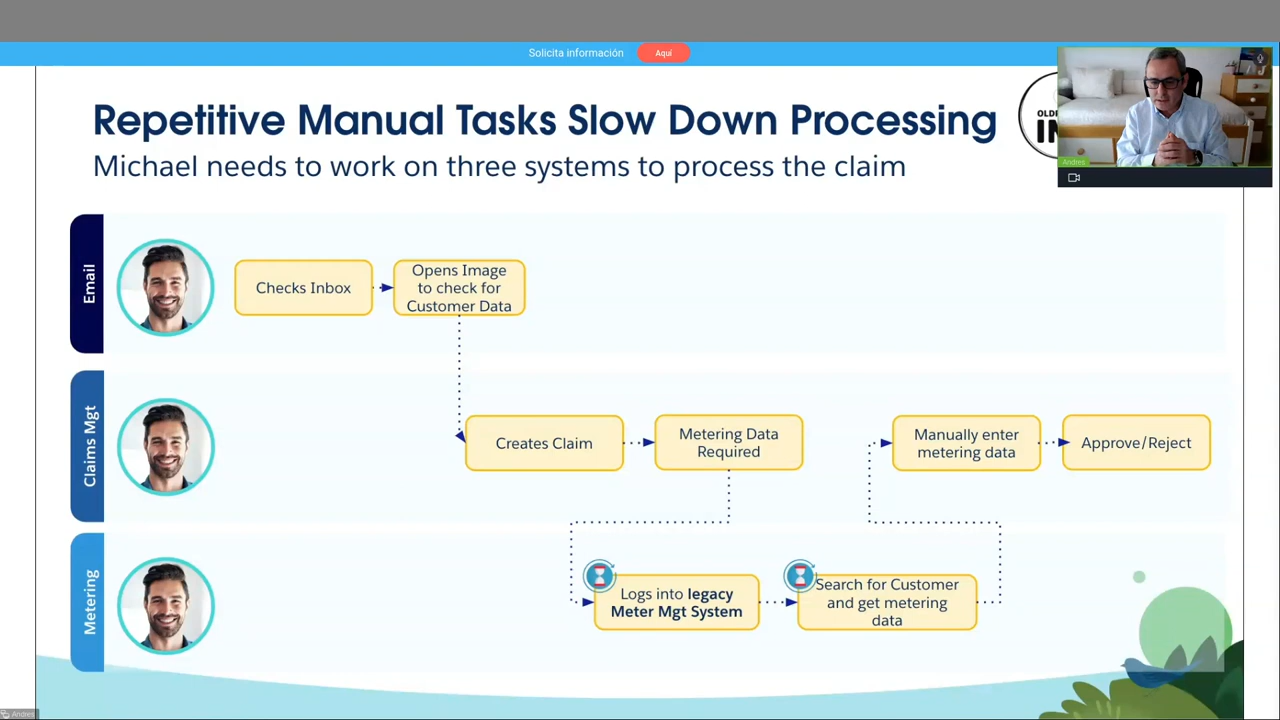 Solicita información
Aquí
Repetitive Manual Tasks Slow Down Processing
Michael needs to work on three systems to process the claim
Andres
Email
Checks Inbox
Opens Image
to check for
Customer Data
Claims Mgt
Creates Claim
Metering Data
Required
Manually enter
metering data
Approve/Reject
Metering
Logs into legacy
Meter Mgt System
Search for Customer
and get metering
data
Andres